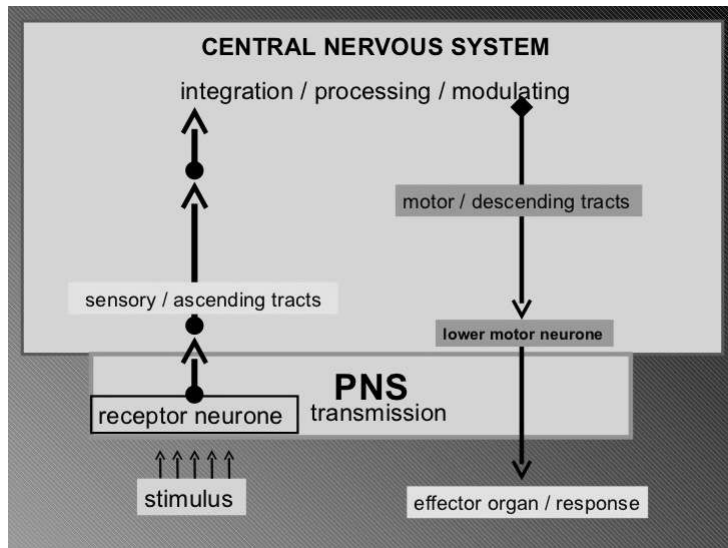 CENTRAL NERVOUS SYSTEM
integration / processing / modulating
motor / descending tracts
sensory / ascending tracts
lower motor neurone
PNS
transmission
receptor neurone
stimulus
effector organ / response